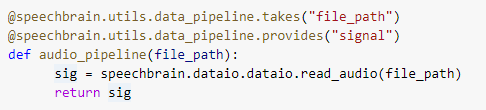 @speechbrain.utils.data_pipeline.takes("file_path")
@speechbrain.utils.data_pipeline.provides("signal")
def audio_pipeline(file_path):
      sig = speechbrain.dataio.dataio.read_audio(file_path)
      return sig